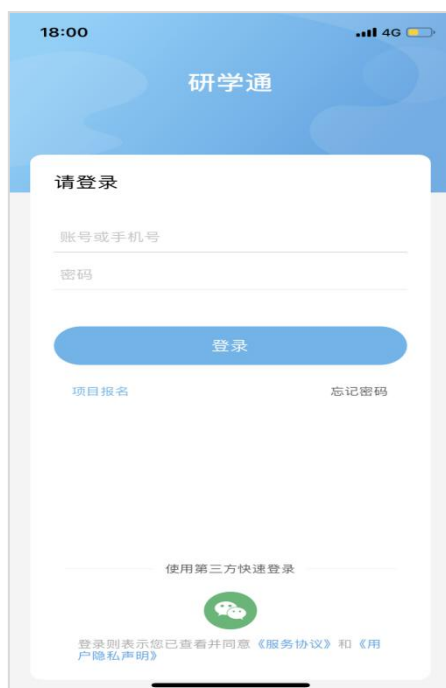 18:00 4G
研学通
请登录
账号或手机号
密码
登录
项目报名 忘记密码
使用第三方快速登录
登录则表示您已查看并同意《服务协议》和《用
户隐私声明》